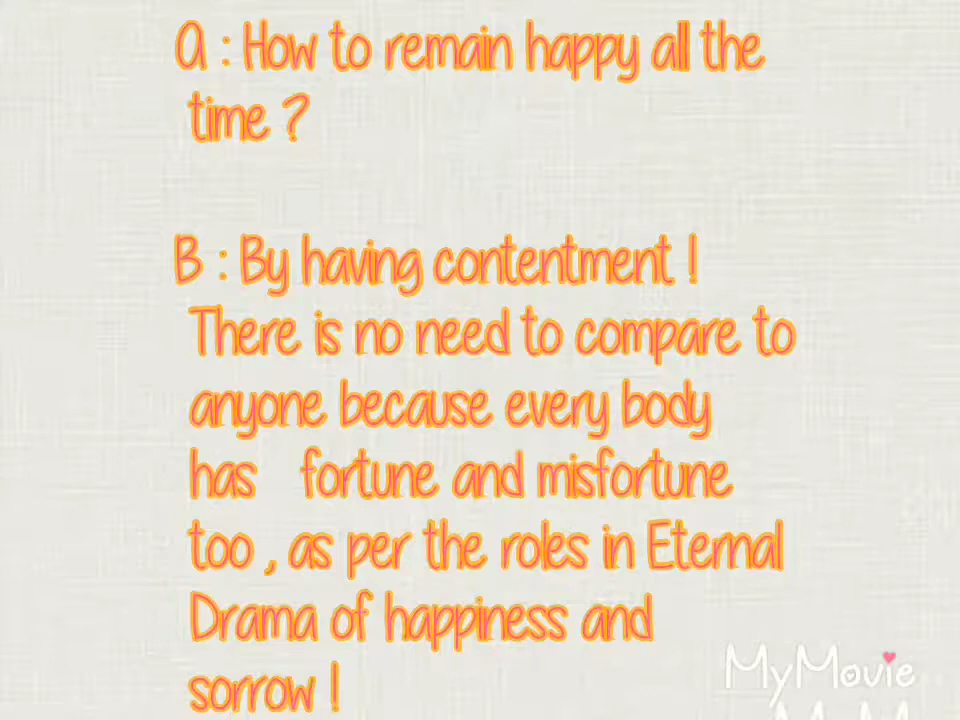 A : How to remain happy all the
time ?
B : By having contentment !
There is no need to compare to
anyone because every body
has fortune and misfortune
too , as per the roles in Eternal
Drama of happiness and
sorrow !
MyMovie